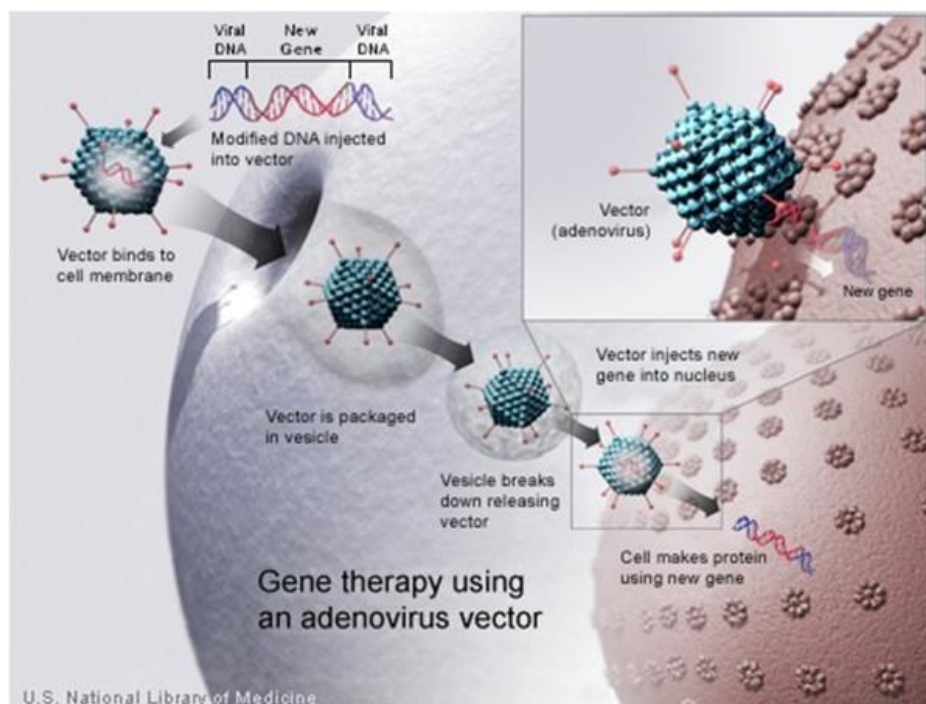 Viral DNA
New Gene
Viral DNA
Modified DNA injected
into vector
Vector binds to
cell membrane
Vector is packaged
in vesicle
Vesicle breaks
down releasing
vector
Vector injects new
gene into nucleus
Vector
(adenovirus)
New gene
Cell makes protein
using new gene
Gene therapy using
an adenovirus vector
U.S. National Library of Medicine